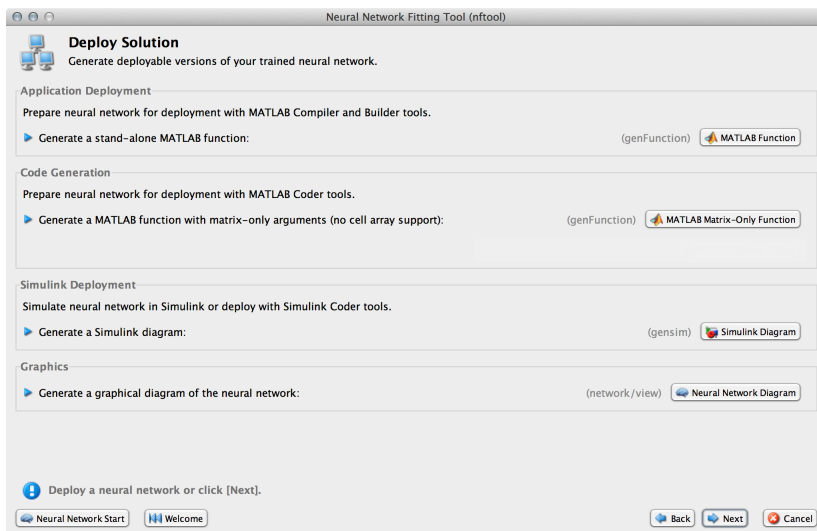 Neural Network Fitting Tool (nftool)
Deploy Solution
Generate deployable versions of your trained neural network.
Application Deployment
Prepare neural network for deployment with MATLAB Compiler and Builder tools.
Generate a stand-alone MATLAB function: (genFunction) MATLAB Function
Code Generation
Prepare neural network for deployment with MATLAB Coder tools.
Generate a MATLAB function with matrix-only arguments (no cell array support): (genFunction) MATLAB Matrix-Only Function
Simulink Deployment
Simulate neural network in Simulink or deploy with Simulink Coder tools.
Generate a Simulink diagram: (gensim) Simulink Diagram
Graphics
Generate a graphical diagram of the neural network: (network/view) Neural Network Diagram
Deploy a neural network or click [Next].
Neural Network Start Welcome Back Next Cancel